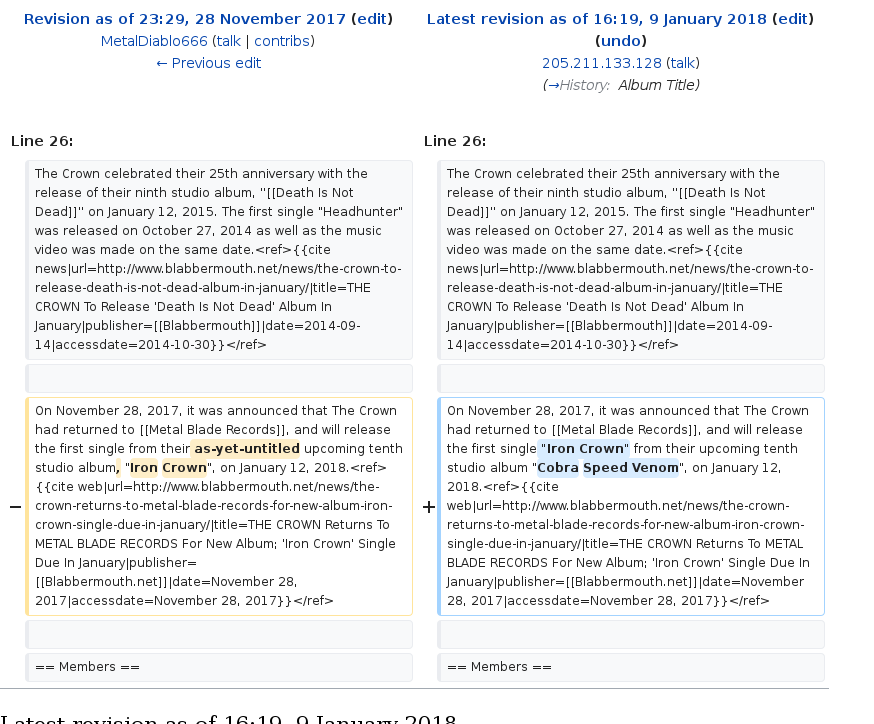 Revision as of 23:29, 28 November 2017 (edit)
MetalDiablo666 (talk | contribs)
← Previous edit
Latest revision as of 16:19, 9 January 2018 (edit)
(undo)
205.211.133.128 (talk)
(→History:  Album Title)
Line 26:
Line 26:
The Crown celebrated their 25th anniversary with the
release of their ninth studio album, ''[[Death Is Not
Dead]]'' on January 12, 2015. The first single "Headhunter"
was released on October 27, 2014 as well as the music
video was made on the same date.<ref>{{cite
news|url=http://www.blabbermouth.net/news/the-crown-to-
release-death-is-not-dead-album-in-january/|title=THE
CROWN To Release 'Death Is Not Dead' Album In
January|publisher=[[Blabbermouth]]|date=2014-09-
14|accessdate=2014-10-30}}</ref>
The Crown celebrated their 25th anniversary with the
release of their ninth studio album, ''[[Death Is Not
Dead]]'' on January 12, 2015. The first single "Headhunter"
was released on October 27, 2014 as well as the music
video was made on the same date.<ref>{{cite
news|url=http://www.blabbermouth.net/news/the-crown-to-
release-death-is-not-dead-album-in-january/|title=THE
CROWN To Release 'Death Is Not Dead' Album In
January|publisher=[[Blabbermouth]]|date=2014-09-
14|accessdate=2014-10-30}}</ref>
−
On November 28, 2017, it was announced that The Crown
had returned to [[Metal Blade Records]], and will release
the first single from their as-yet-untitled upcoming tenth
studio album, "Iron Crown", on January 12, 2018.<ref>
{{cite web|url=http://www.blabbermouth.net/news/the-
crown-returns-to-metal-blade-records-for-new-album-iron-
crown-single-due-in-january/|title=THE CROWN Returns To
METAL BLADE RECORDS For New Album; 'Iron Crown' Single
Due In January|publisher=
[[Blabbermouth.net]]|date=November 28,
2017|accessdate=November 28, 2017}}</ref>
+
On November 28, 2017, it was announced that The Crown
had returned to [[Metal Blade Records]], and will release
the first single "Iron Crown" from their upcoming tenth
studio album "Cobra Speed Venom", on January 12,
2018.<ref>{{cite
web|url=http://www.blabbermouth.net/news/the-crown-
returns-to-metal-blade-records-for-new-album-iron-crown-
single-due-in-january/|title=THE CROWN Returns To METAL
BLADE RECORDS For New Album; 'Iron Crown' Single Due In
January|publisher=[[Blabbermouth.net]]|date=November
28, 2017|accessdate=November 28, 2017}}</ref>
== Members ==
== Members ==
Latest revision as of 16:19, 9 January 2018